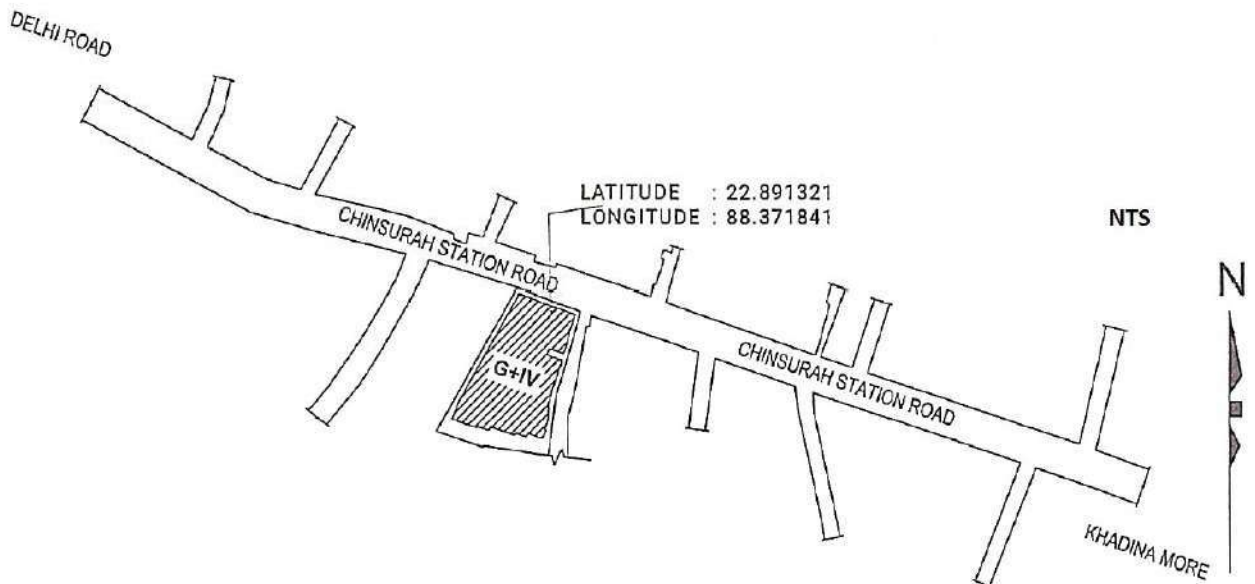 DELHI ROAD
LATITUDE : 22.891321
LONGITUDE : 88.371841
NTS
CHINSURAH STATION ROAD
N
G+IV
CHINSURAH STATION ROAD
KHADINA MORE